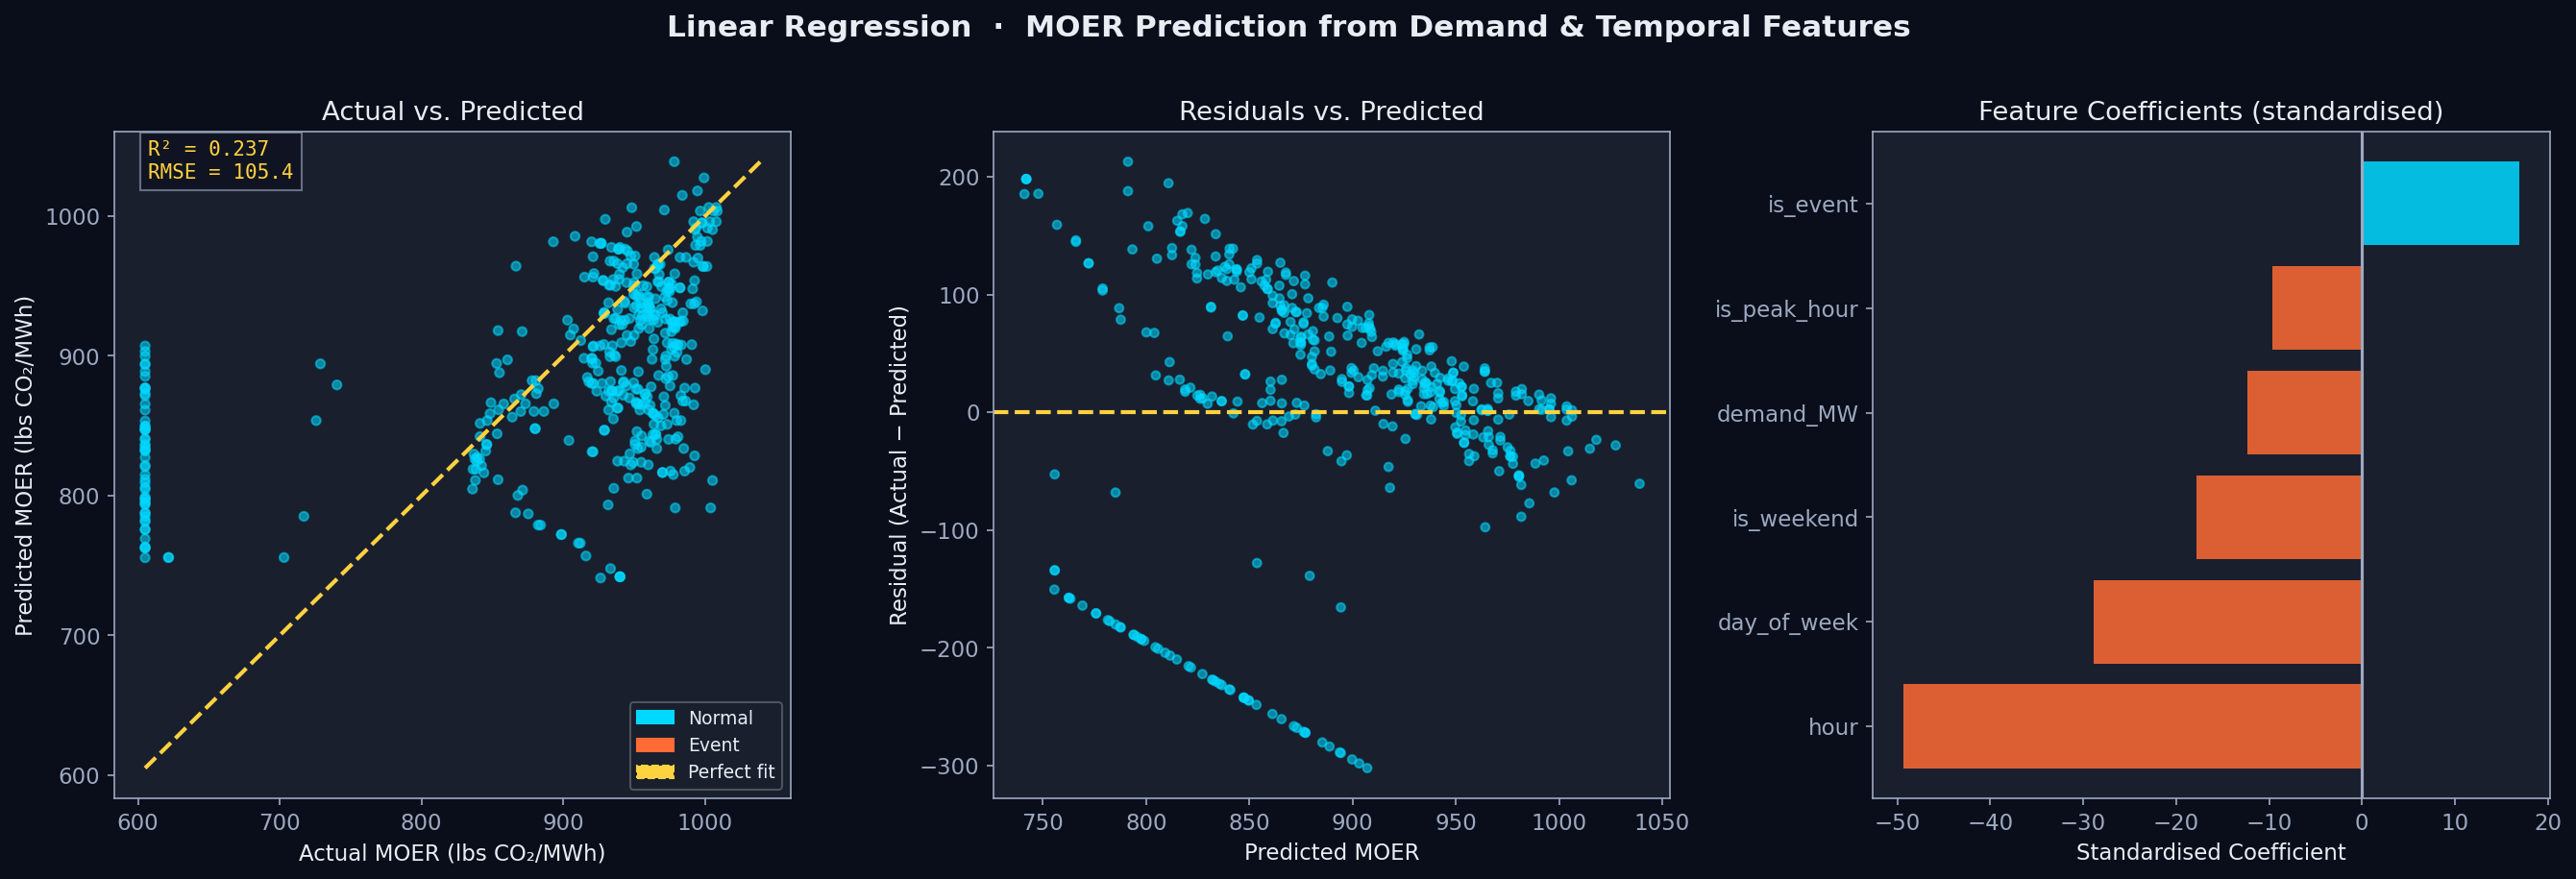 Linear Regression · MOER Prediction from Demand & Temporal Features
Actual vs. Predicted
R² = 0.237
RMSE = 105.4
Predicted MOER (lbs CO₂/MWh)
1000
900
800
700
600
600 700 800 900 1000
Actual MOER (lbs CO₂/MWh)
Normal
Event
Perfect fit
Residuals vs. Predicted
Residual (Actual − Predicted)
200
100
0
−100
−200
−300
750 800 850 900 950 1000 1050
Predicted MOER
Feature Coefficients (standardised)
is_event
is_peak_hour
demand_MW
is_weekend
day_of_week
hour
−50 −40 −30 −20 −10 0 10 20
Standardised Coefficient